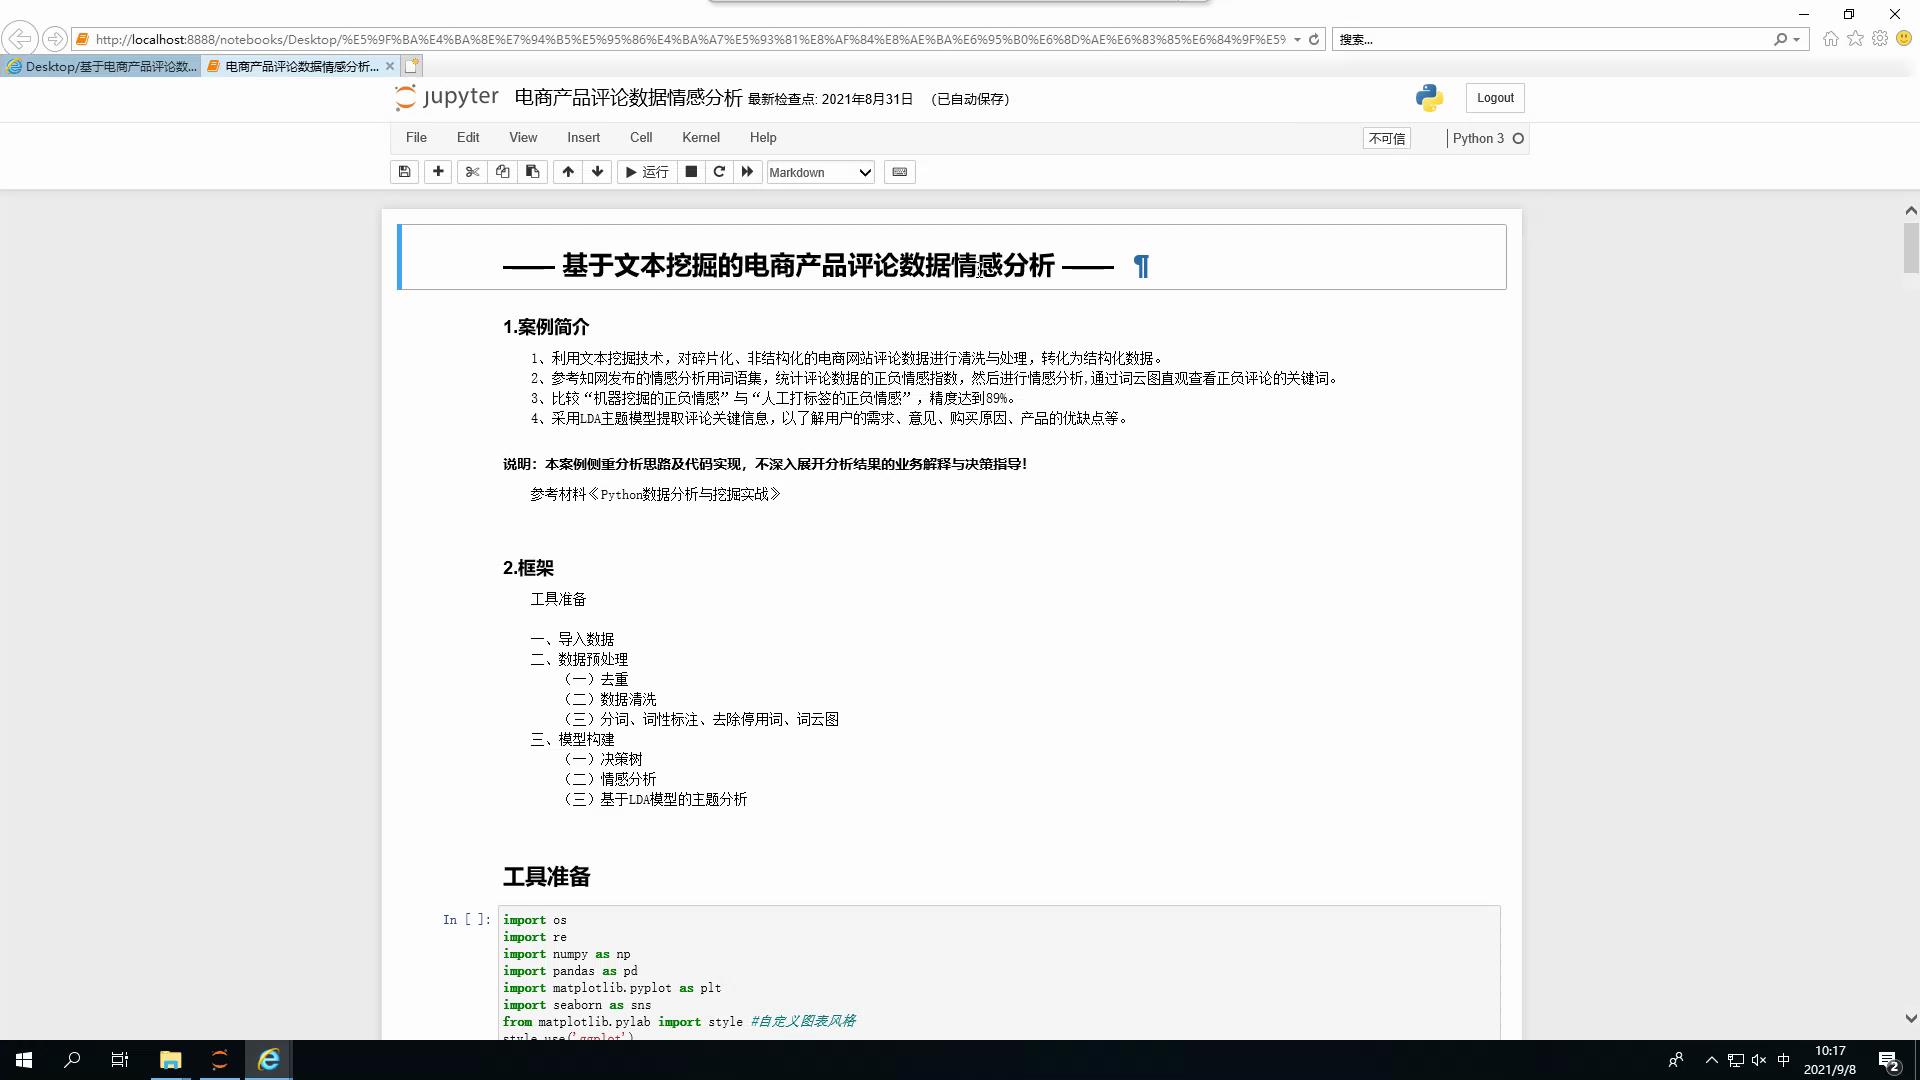 http://localhost:8888/notebooks/Desktop/%E5%9F%BA%E4%BA%8E%E7%94%B5%E5%95%86%E4%BA%A7%E5%93%81%E8%AF%84%E8%AE%BA%E6%95%B0%E6%8D%AE%E6%83%85%E6%84%9F%E5%
搜索...
Desktop/基于电商产品评论数...
电商产品评论数据情感分析...
jupyter 电商产品评论数据情感分析 最新检查点: 2021年8月31日 (已自动保存)
Logout
File Edit View Insert Cell Kernel Help
不可信
Python 3
运行
Markdown
—— 基于文本挖掘的电商产品评论数据情感分析 —— ¶
1.案例简介
1、利用文本挖掘技术，对碎片化、非结构化的电商网站评论数据进行清洗与处理，转化为结构化数据。
2、参考知网发布的情感分析用词语集，统计评论数据的正负情感指数，然后进行情感分析,通过词云图直观查看正负评论的关键词。
3、比较“机器挖掘的正负情感”与“人工打标签的正负情感”，精度达到89%。
4、采用LDA主题模型提取评论关键信息，以了解用户的需求、意见、购买原因、产品的优缺点等。
说明：本案例侧重分析思路及代码实现，不深入展开分析结果的业务解释与决策指导！
参考材料《Python数据分析与挖掘实战》
2.框架
工具准备
一、导入数据
二、数据预处理
（一）去重
（二）数据清洗
（三）分词、词性标注、去除停用词、词云图
三、模型构建
（一）决策树
（二）情感分析
（三）基于LDA模型的主题分析
工具准备
In [ ]:
import os
import re
import numpy as np
import pandas as pd
import matplotlib.pyplot as plt
import seaborn as sns
from matplotlib.pylab import style #自定义图表风格
style.use('ggplot')
中
10:17
2021/9/8
2